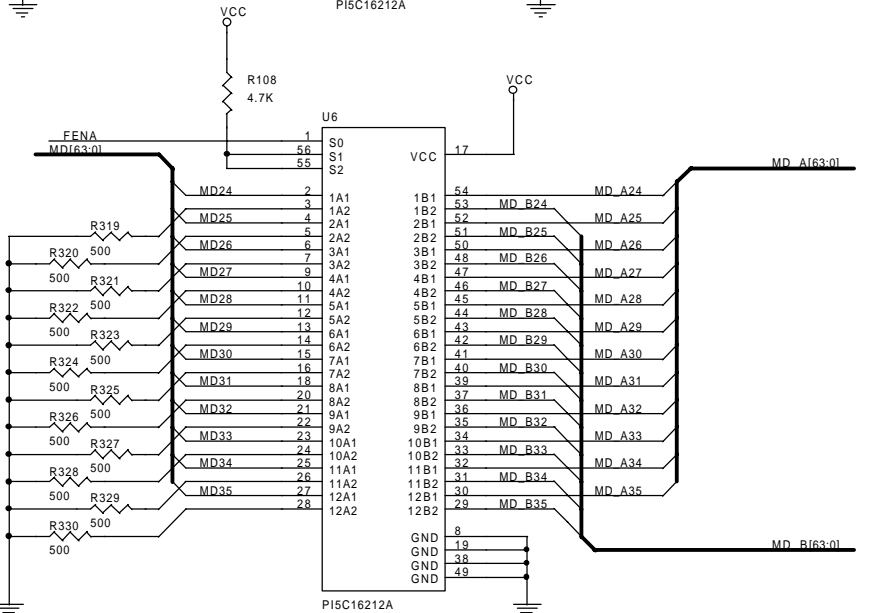 PI5C16212A
VCC
R108
4.7K
VCC
U6
FENA 1 S0
MD[63:0] 56 S1
55 S2
VCC 17
MD_A[63:0]
MD24 2 1A1 1B1 54 MD_A24
3 1A2 1B2 53 MD_B24
MD25 4 2A1 2B1 52 MD_A25
R319 500 5 2A2 2B2 51 MD_B25
MD26 6 3A1 3B1 50 MD_A26
R320 500 7 3A2 3B2 48 MD_B26
MD27 9 4A1 4B1 47 MD_A27
R321 500 10 4A2 4B2 46 MD_B27
MD28 11 5A1 5B1 45 MD_A28
R322 500 12 5A2 5B2 44 MD_B28
MD29 13 6A1 6B1 43 MD_A29
R323 500 14 6A2 6B2 42 MD_B29
MD30 15 7A1 7B1 41 MD_A30
R324 500 16 7A2 7B2 40 MD_B30
MD31 18 8A1 8B1 39 MD_A31
R325 500 20 8A2 8B2 37 MD_B31
MD32 21 9A1 9B1 36 MD_A32
R326 500 22 9A2 9B2 35 MD_B32
MD33 23 10A1 10B1 34 MD_A33
R327 500 24 10A2 10B2 33 MD_B33
MD34 25 11A1 11B1 32 MD_A34
R328 500 26 11A2 11B2 31 MD_B34
MD35 27 12A1 12B1 30 MD_A35
R329 500 28 12A2 12B2 29 MD_B35
R330 500
GND 8
GND 19
GND 38
GND 49
MD_B[63:0]
PI5C16212A